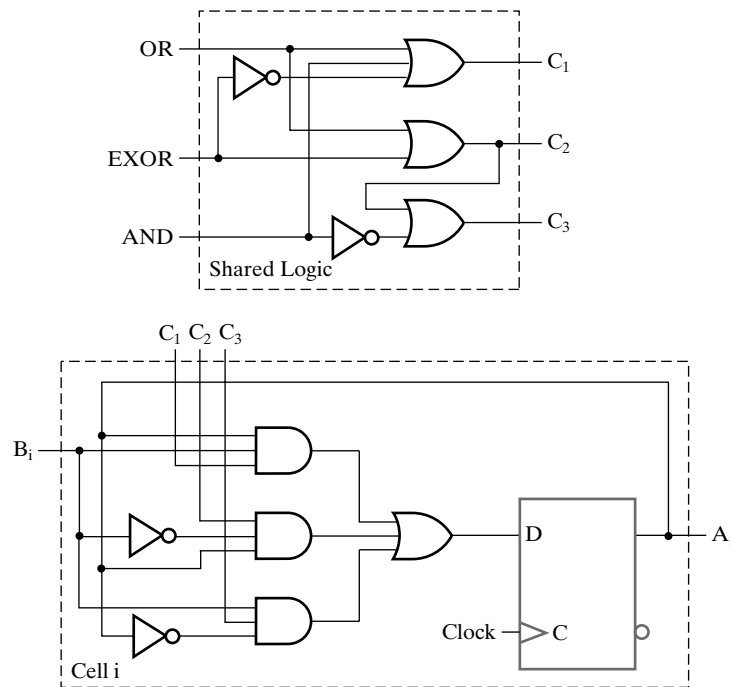 OR
C₁
EXOR
C₂
AND
C₃
Shared Logic
C₁ C₂ C₃
Bᵢ
D
A
Clock
C
Cell i